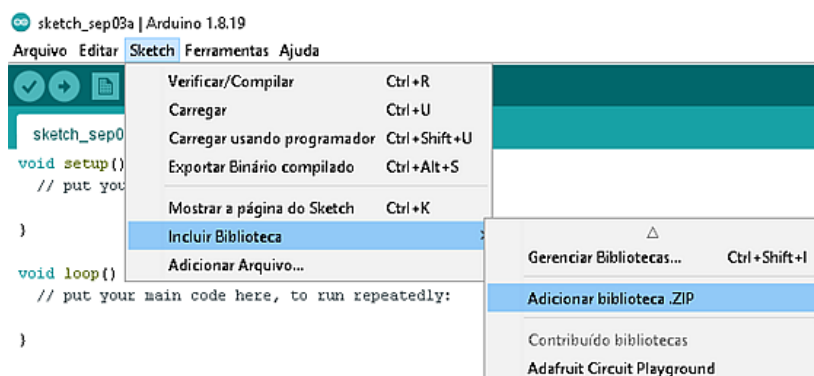 sketch_sep03a | Arduino 1.8.19
Arquivo Editar Sketch Ferramentas Ajuda
Verificar/Compilar Ctrl+R
Carregar Ctrl+U
sketch_sep0
Carregar usando programador Ctrl+Shift+U
void setup()
Exportar Binário compilado Ctrl+Alt+S
// put you
Mostrar a página do Sketch Ctrl+K
}
Incluir Biblioteca
Gerenciar Bibliotecas... Ctrl+Shift+I
Adicionar Arquivo...
void loop()
// put your main code here, to run repeatedly:
Adicionar biblioteca .ZIP
}
Contribuído bibliotecas
Adafruit Circuit Playground